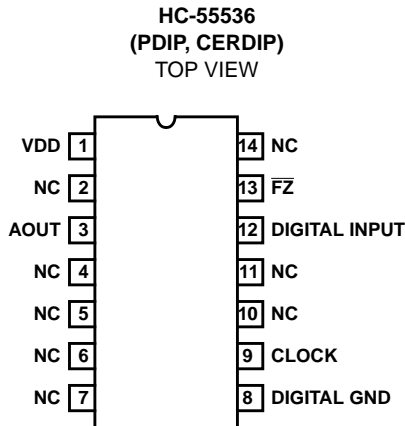 HC-55536
(PDIP, CERDIP)
TOP VIEW
VDD 1
14 NC
NC 2
13 F̅Z̅
AOUT 3
12 DIGITAL INPUT
NC 4
11 NC
NC 5
10 NC
NC 6
9 CLOCK
NC 7
8 DIGITAL GND